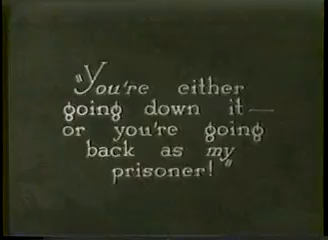 "You're either
going down it—
or you're going
back as my
prisoner!"